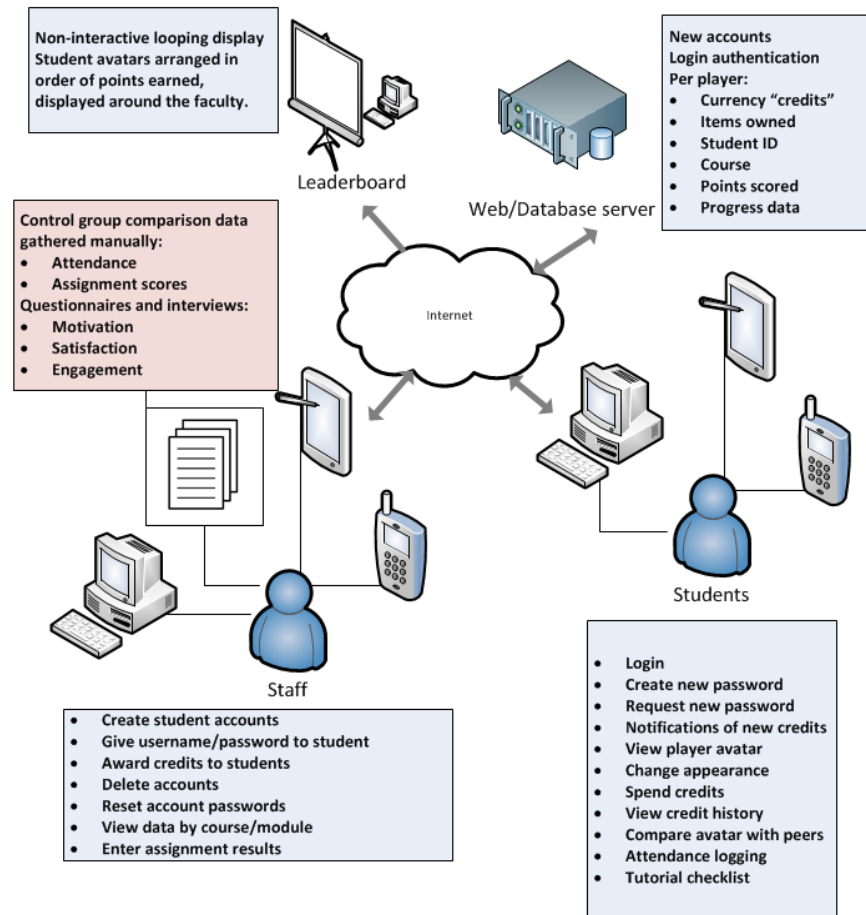 Non-interactive looping display
Student avatars arranged in
order of points earned,
displayed around the faculty.
Leaderboard
New accounts
Login authentication
Per player:
• Currency “credits”
• Items owned
• Student ID
• Course
• Points scored
• Progress data
Web/Database server
Control group comparison data
gathered manually:
• Attendance
• Assignment scores
Questionnaires and interviews:
• Motivation
• Satisfaction
• Engagement
Internet
Students
Staff
• Create student accounts
• Give username/password to student
• Award credits to students
• Delete accounts
• Reset account passwords
• View data by course/module
• Enter assignment results
• Login
• Create new password
• Request new password
• Notifications of new credits
• View player avatar
• Change appearance
• Spend credits
• View credit history
• Compare avatar with peers
• Attendance logging
• Tutorial checklist